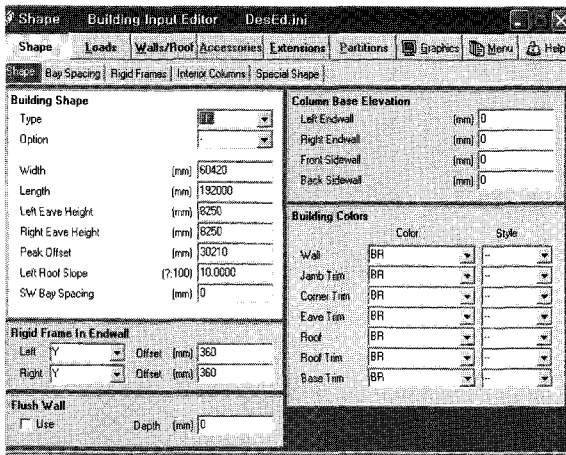 Shape Building Input Editor DesEd.ini
Shape Loads Walls/Roof Accessories Extensions Partitions Graphics Menu Help
Shape Bay Spacing Rigid Frames Interior Columns Special Shape
Building Shape
Type
Option -
Width (mm) 60420
Length (mm) 192000
Left Eave Height (mm) 8250
Right Eave Height (mm) 8250
Peak Offset (mm) 30210
Left Roof Slope (?:100) 10.0000
SW Bay Spacing (mm) 0
Rigid Frame In Endwall
Left Y Offset (mm) 360
Right Y Offset (mm) 360
Flush Wall
Use Depth (mm) 0
Column Base Elevation
Left Endwall (mm) 0
Right Endwall (mm) 0
Front Sidewall (mm) 0
Back Sidewall (mm) 0
Building Colors
Color Style
Wall BR --
Jamb Trim BR --
Corner Trim BR --
Eave Trim BR --
Roof BR --
Roof Trim BR --
Base Trim BR --